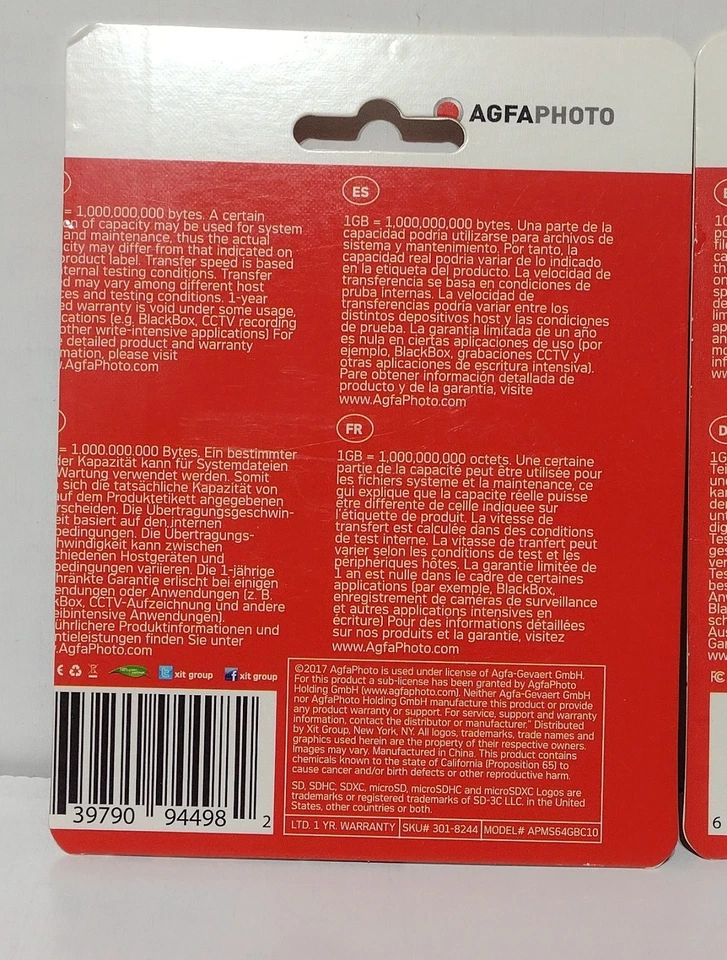 AGFAPHOTO
= 1,000,000,000 bytes. A certain
of capacity may be used for system
and maintenance, thus the actual
city may differ from that indicated on
product label. Transfer speed is based
ternal testing conditions. Transfer
d may vary among different host
ces and testing conditions. 1-year
ed warranty is void under some usage,
cations (e.g. BlackBox, CCTV recording
other write-intensive applications) For
detailed product and warranty
mation, please visit
.AgfaPhoto.com
ES
1GB = 1,000,000,000 bytes. Una parte de la
capacidad podría utilizarse para archivos de
sistema y mantenimiento. Por tanto, la
capacidad real podría variar de lo indicado
en la etiqueta del producto. La velocidad de
transferencia se basa en condiciones de
pruba internas. La velocidad de
transferencias podría variar entre los
distintos depositivos host y las condiciones
de prueba. La garantía limitada de un año
es nula en ciertas aplicaciones de uso (por
ejemplo, BlackBox, grabaciones CCTV y
otras aplicaciones de escritura intensiva).
Pare obtener información detallada de
producto y de la garantía, visite
www.AgfaPhoto.com
= 1.000.000.000 Bytes. Ein bestimmter
der Kapazität kann für Systemdateien
Wartung verwendet werden. Somit
sich die tatsächliche Kapazität von
auf dem Produktetikett angegebenen
rscheiden. Die Übertragungsgeschwin-
eit basiert auf den internen
bedingungen. Die Übertragungs-
hwindigkeit kann zwischen
chiedenen Hostgeräten und
bedingungen variieren. Die 1-jährige
hränkte Garantie erlischt bei einigen
endungen oder Anwendungen (z. B.
kBox, CCTV-Aufzeichnung und andere
eibintensive Anwendungen).
ührlichere Produktinformationen und
ntieleistungen finden Sie unter
.AgfaPhoto.com
FR
1GB = 1,000,000,000 octets. Une certaine
partie de la capacité peut être utilisée pour
les fichiers système et la maintenance, ce
qui explique que la capacite réelle puisse
être differente de cellle indiquee sur
l'étiquette de produit. La vitesse de
transfert est calculée dans des conditions
de test interne. La vitasse de tranfert peut
varier selon les conditions de test et les
périphériques hôtes. La garantie limitée de
1 an est nulle dans le cadre de certaines
applications (par exemple, BlackBox,
enregistrement de caméras de surveillance
et autres applications intensives en
écriture) Pour des informations détaillées
sur nos produits et la garantie, visitez
www.AgfaPhoto.com
xit group
xit group
39790 94498 2
©2017 AgfaPhoto is used under license of Agfa-Gevaert GmbH.
For this product a sub-license has been granted by AgfaPhoto
Holding GmbH (www.agfaphoto.com). Neither Agfa-Gevaert GmbH
nor AgfaPhoto Holding GmbH manufacture this product or provide
any product warranty or support. For service, support and warranty
information, contact the distributor or manufacturer." Distributed
by Xit Group, New York, NY. All logos, trademarks, trade names and
graphics used herein are the property of their respective owners.
Images may vary. Manufactured in China. This product contains
chemicals known to the state of California (Proposition 65) to
cause cancer and/or birth defects or other reproductive harm.
SD, SDHC, SDXC, microSD, microSDHC and microSDXC Logos are
trademarks or registered trademarks of SD-3C LLC. in the United
States, other countries or both.
LTD. 1 YR. WARRANTY SKU# 301-8244 MODEL# APMS64GBC10